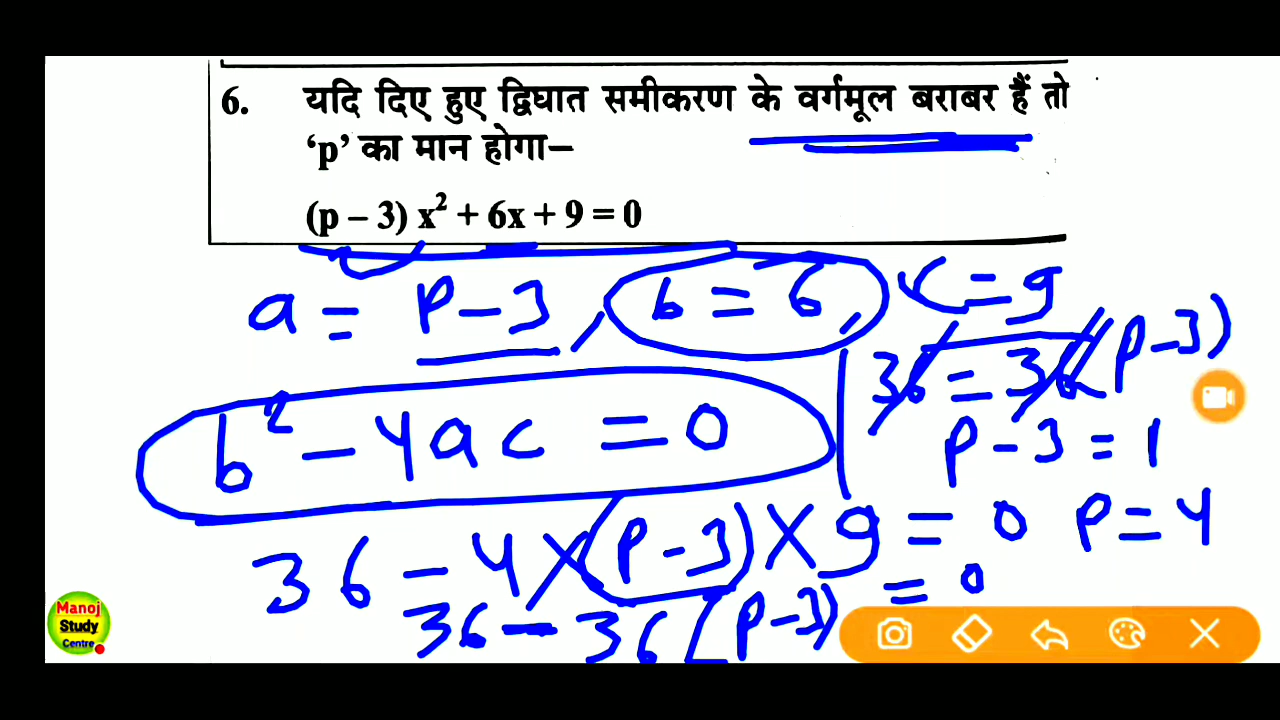 6. यदि दिए हुए द्विघात समीकरण के वर्गमूल बराबर हैं तो
‘p’ का मान होगा–
(p – 3) x² + 6x + 9 = 0
a = p – 3, b = 6, c = 9
b² – 4ac = 0
36 – 4 × (p – 3) × 9 = 0
36 – 36 (p – 3) = 0
36 = 36 (p – 3)
p – 3 = 1
p = 4
Manoj
Study
Centre